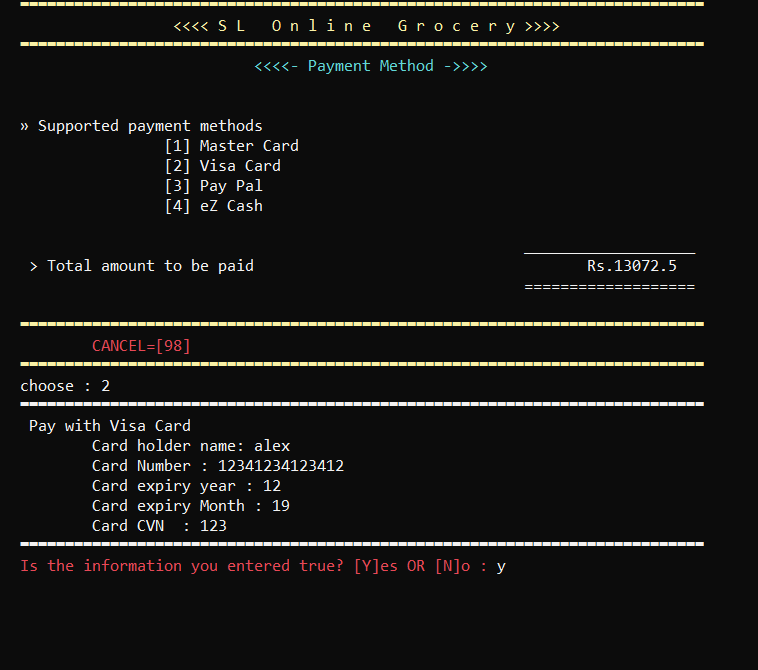 <<<< S L   O n l i n e   G r o c e r y >>>>
<<<<- Payment Method ->>>>
» Supported payment methods
[1] Master Card
[2] Visa Card
[3] Pay Pal
[4] eZ Cash
> Total amount to be paid Rs.13072.5
===================
CANCEL=[98]
choose : 2
Pay with Visa Card
Card holder name: alex
Card Number : 12341234123412
Card expiry year : 12
Card expiry Month : 19
Card CVN  : 123
Is the information you entered true? [Y]es OR [N]o : y